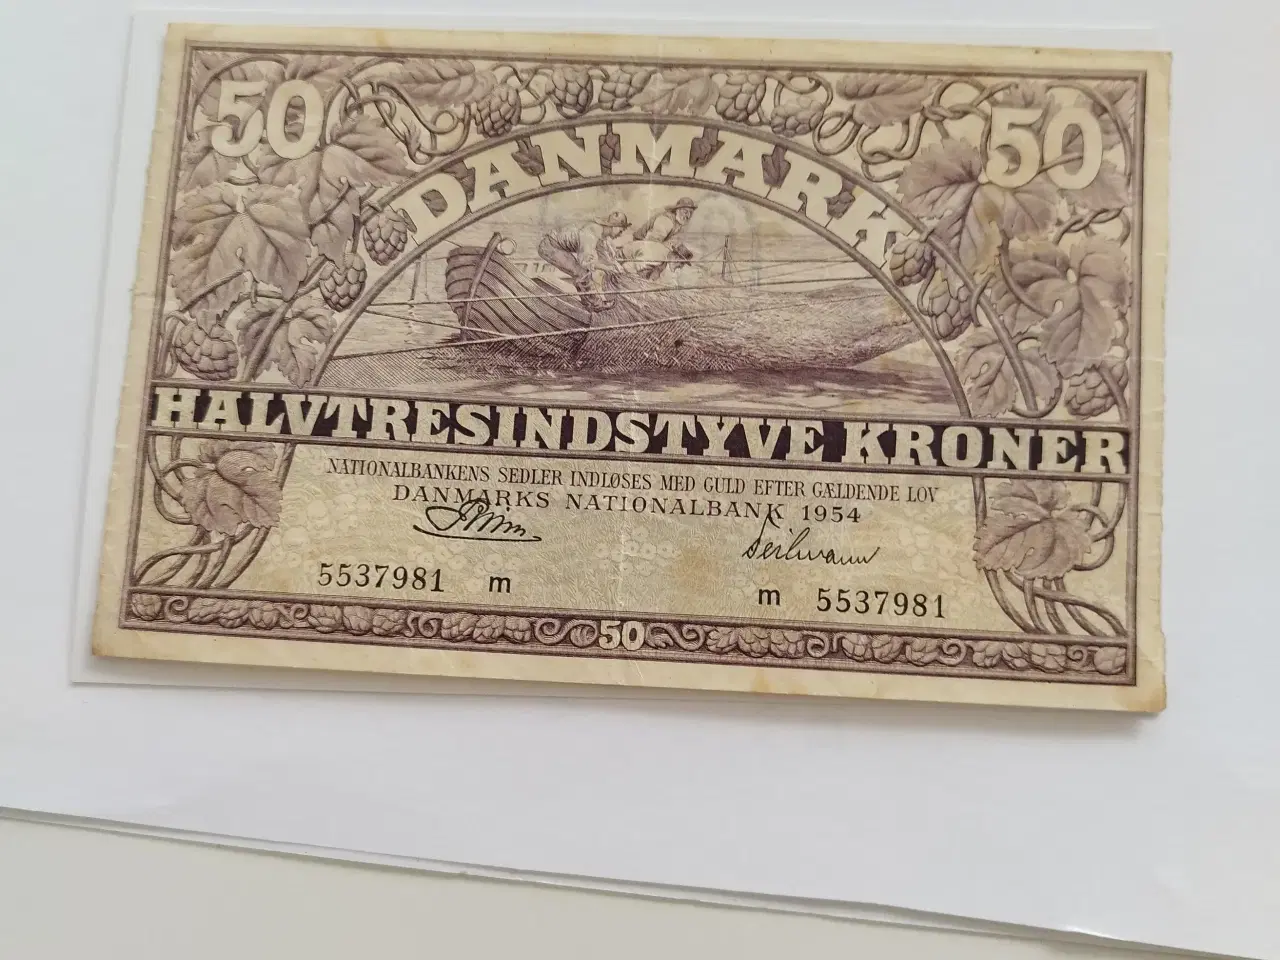 50 50
DANMARK
HALVTRESINDSTYVE KRONER
NATIONALBANKENS SEDLER INDLØSES MED GULD EFTER GÆLDENDE LOV
DANMARKS NATIONALBANK 1954
5537981 m m 5537981
50